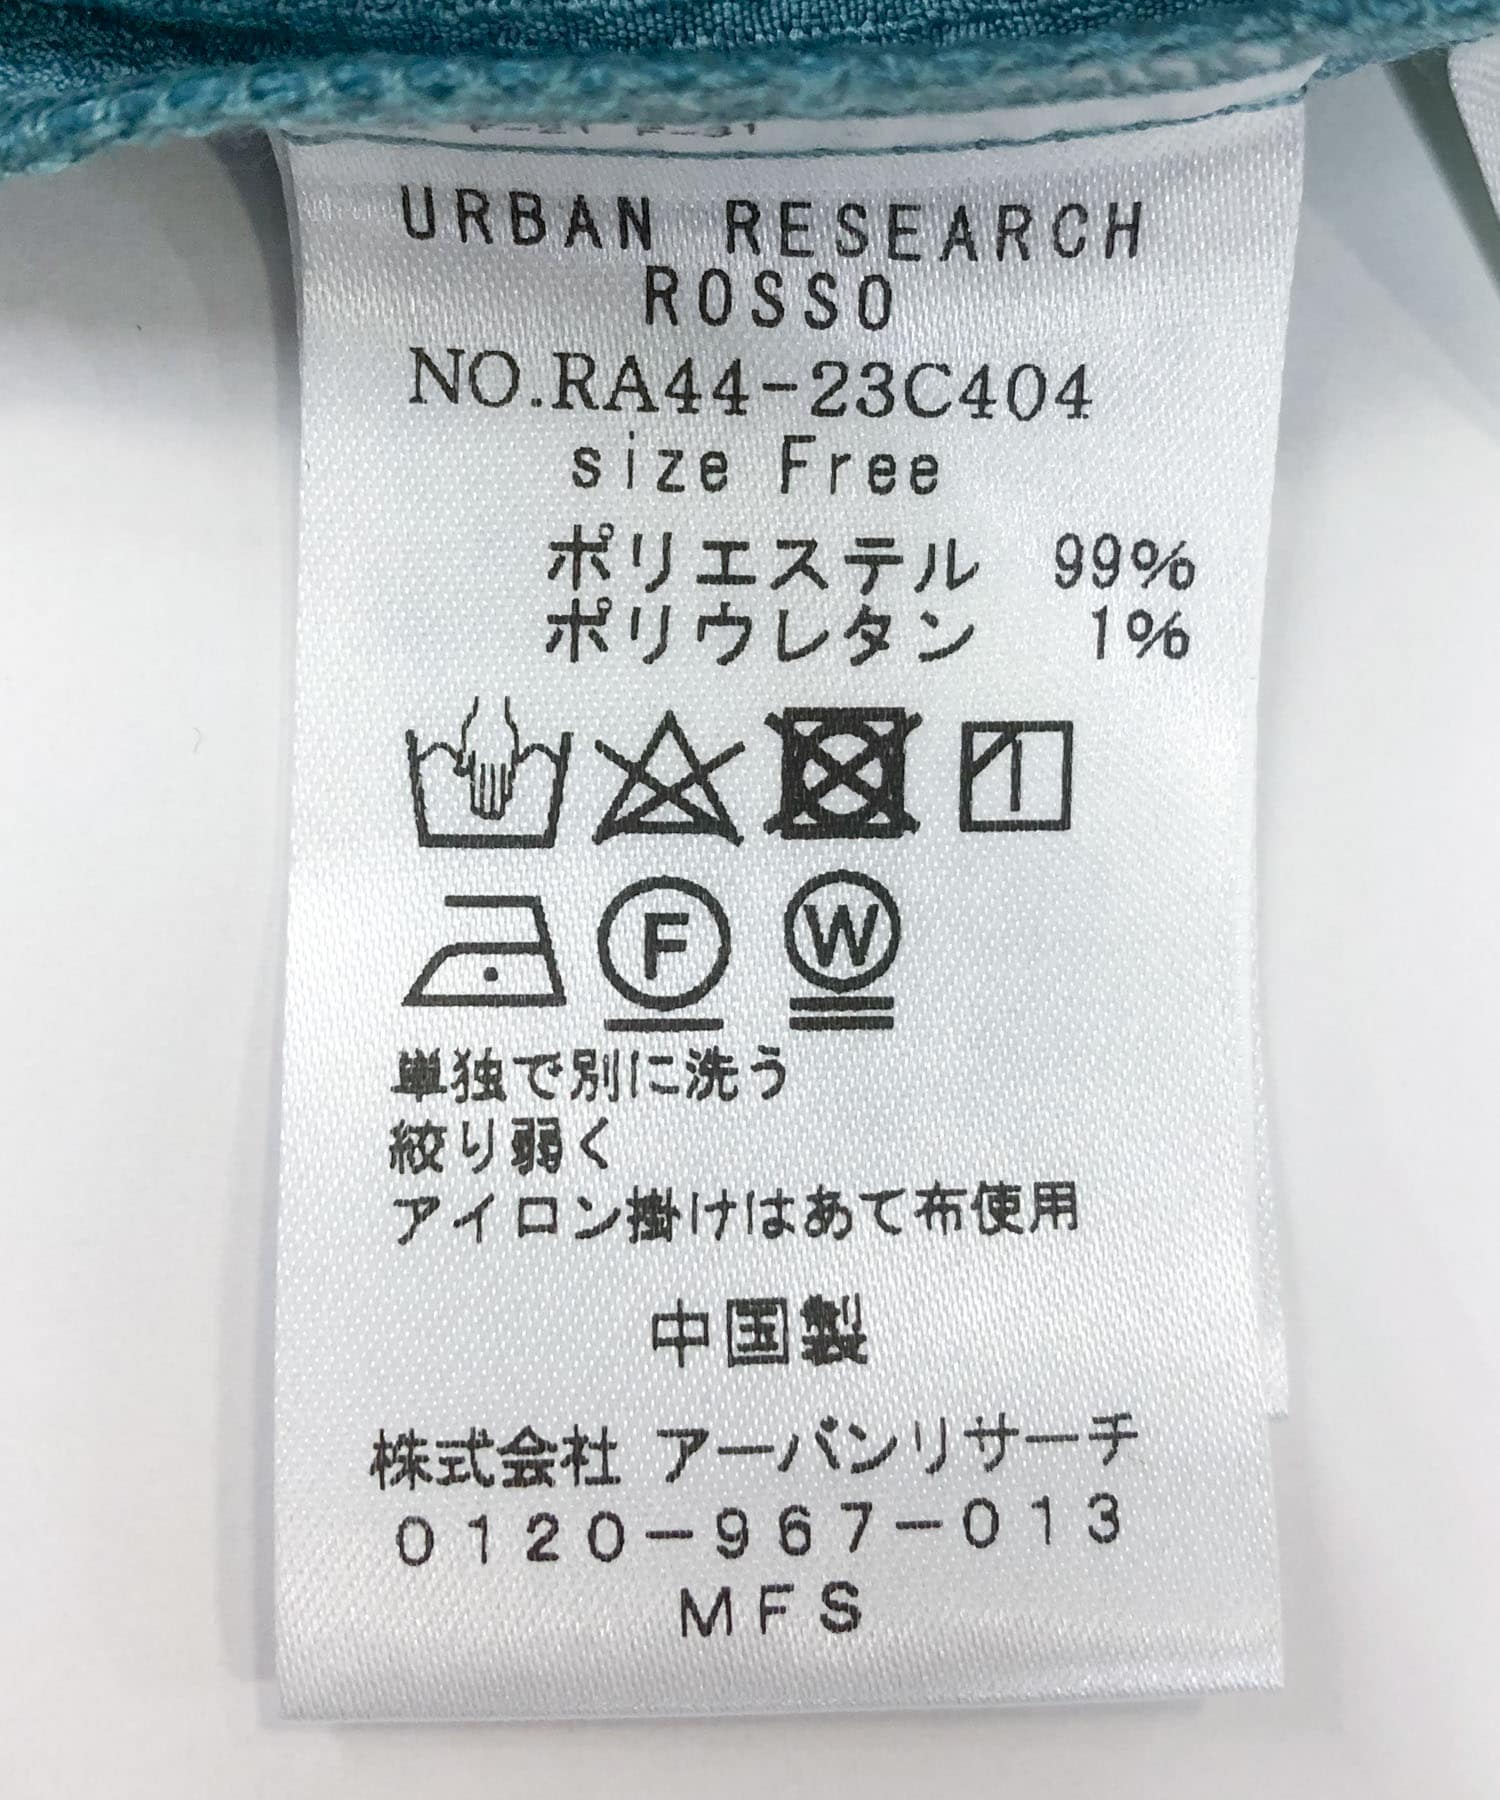 URBAN RESEARCH
ROSSO
NO.RA44-23C404
size Free
ポリエステル 99%
ポリウレタン 1%
F W
単独で別に洗う
絞り弱く
アイロン掛けはあて布使用
中国製
株式会社 アーバンリサーチ
0120-967-013
MFS